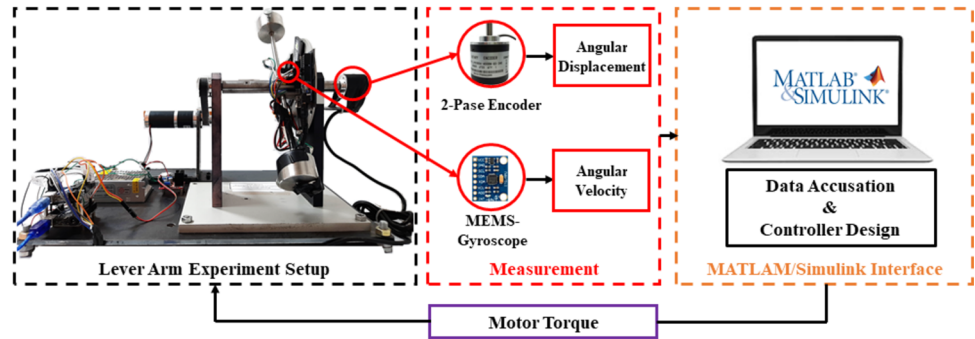 Angular
Displacement
2-Pase Encoder
Angular
Velocity
MEMS-
Gyroscope
MATLAB®
&SIMULINK®
Data Accusation
&
Controller Design
Lever Arm Experiment Setup
Measurement
MATLAM/Simulink Interface
Motor Torque